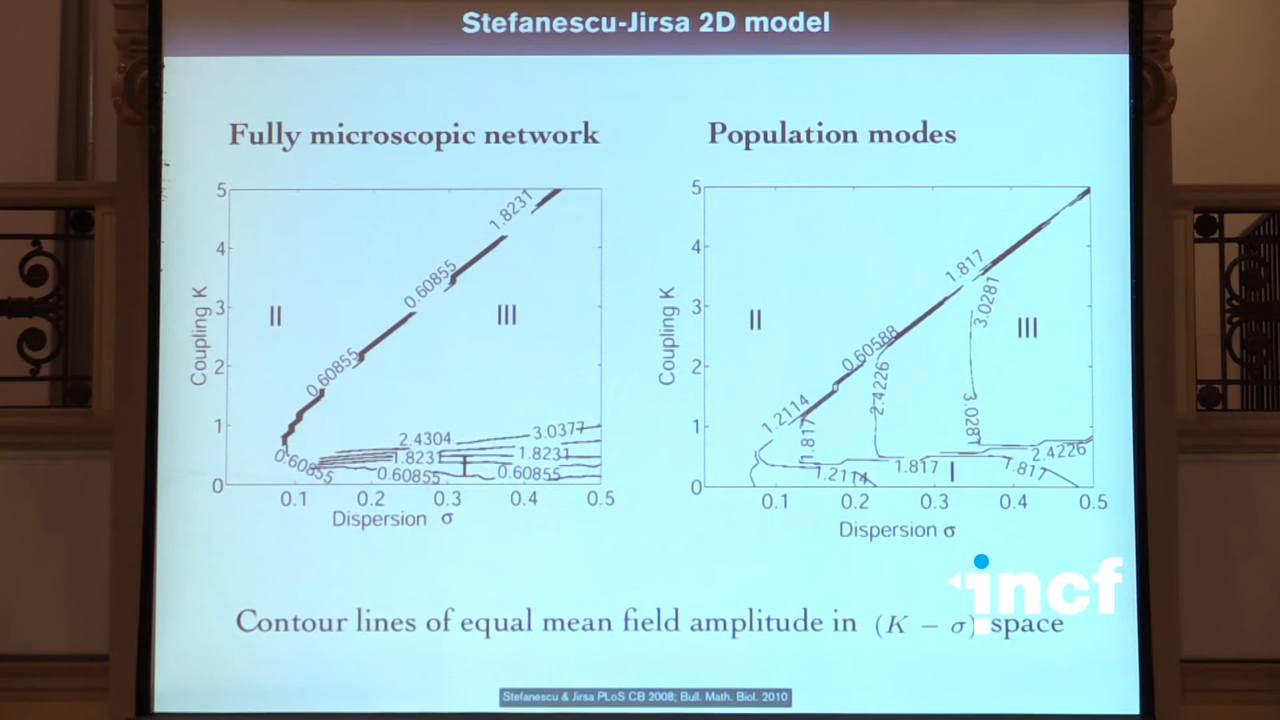 Stefanescu-Jirsa 2D model
Fully microscopic network
5
4
3
2
1
0
Coupling K
0.1 0.2 0.3 0.4 0.5
Dispersion σ
II
III
I
1.8231
0.60855
0.60855
0.60855
0.60855
2.4304
3.0377
1.8231
1.8231
0.60855
0.60855
Population modes
5
4
3
2
1
0
Coupling K
0.1 0.2 0.3 0.4 0.5
Dispersion σ
II
III
I
1.817
3.0281
0.60588
2.4226
1.2114
1.817
3.0281
2.4226
1.817
1.817
1.2114
incf
Contour lines of equal mean field amplitude in (K − σ) space
Stefanescu & Jirsa PLoS CB 2008; Bull. Math. Biol. 2010